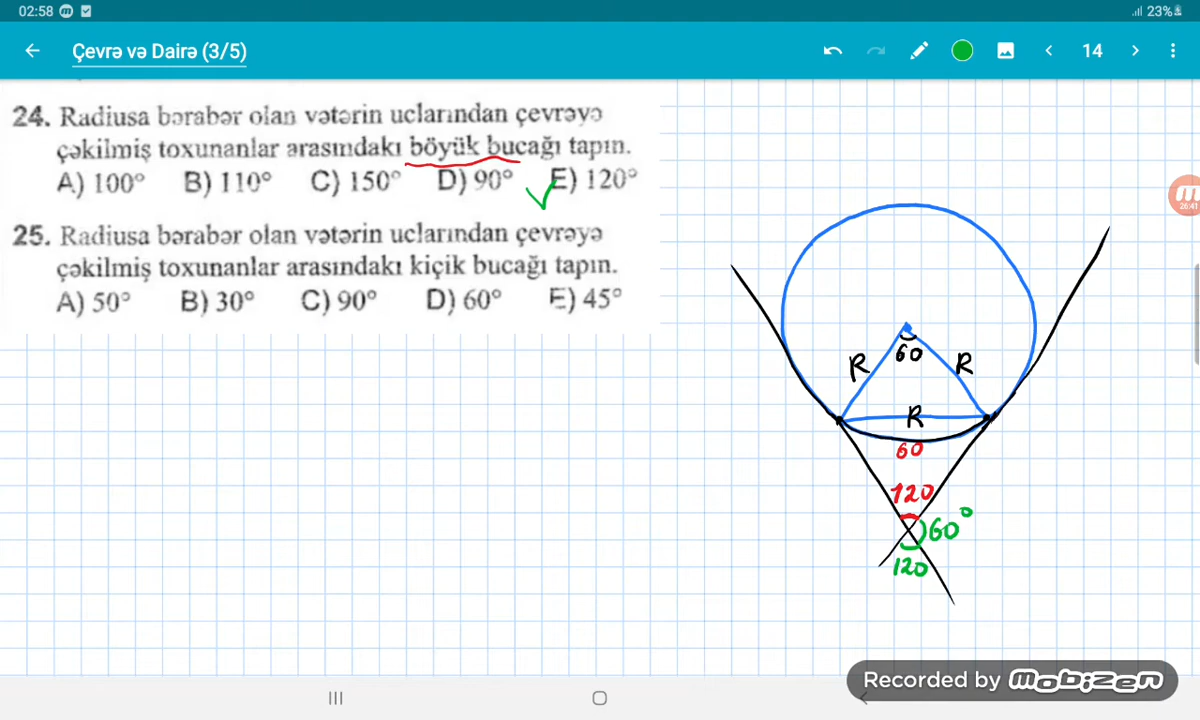 02:58
23%
Çevrə və Dairə (3/5)
14
24. Radiusa bərabər olan vətərin uclarından çevrəyə
çəkilmiş toxunanlar arasındakı böyük bucağı tapın.
A) 100° B) 110° C) 150° D) 90° E) 120°
25. Radiusa bərabər olan vətərin uclarından çevrəyə
çəkilmiş toxunanlar arasındakı kiçik bucağı tapın.
A) 50° B) 30° C) 90° D) 60° E) 45°
26:41
60
R R
R
60
120
60°
120
Recorded by mobizen